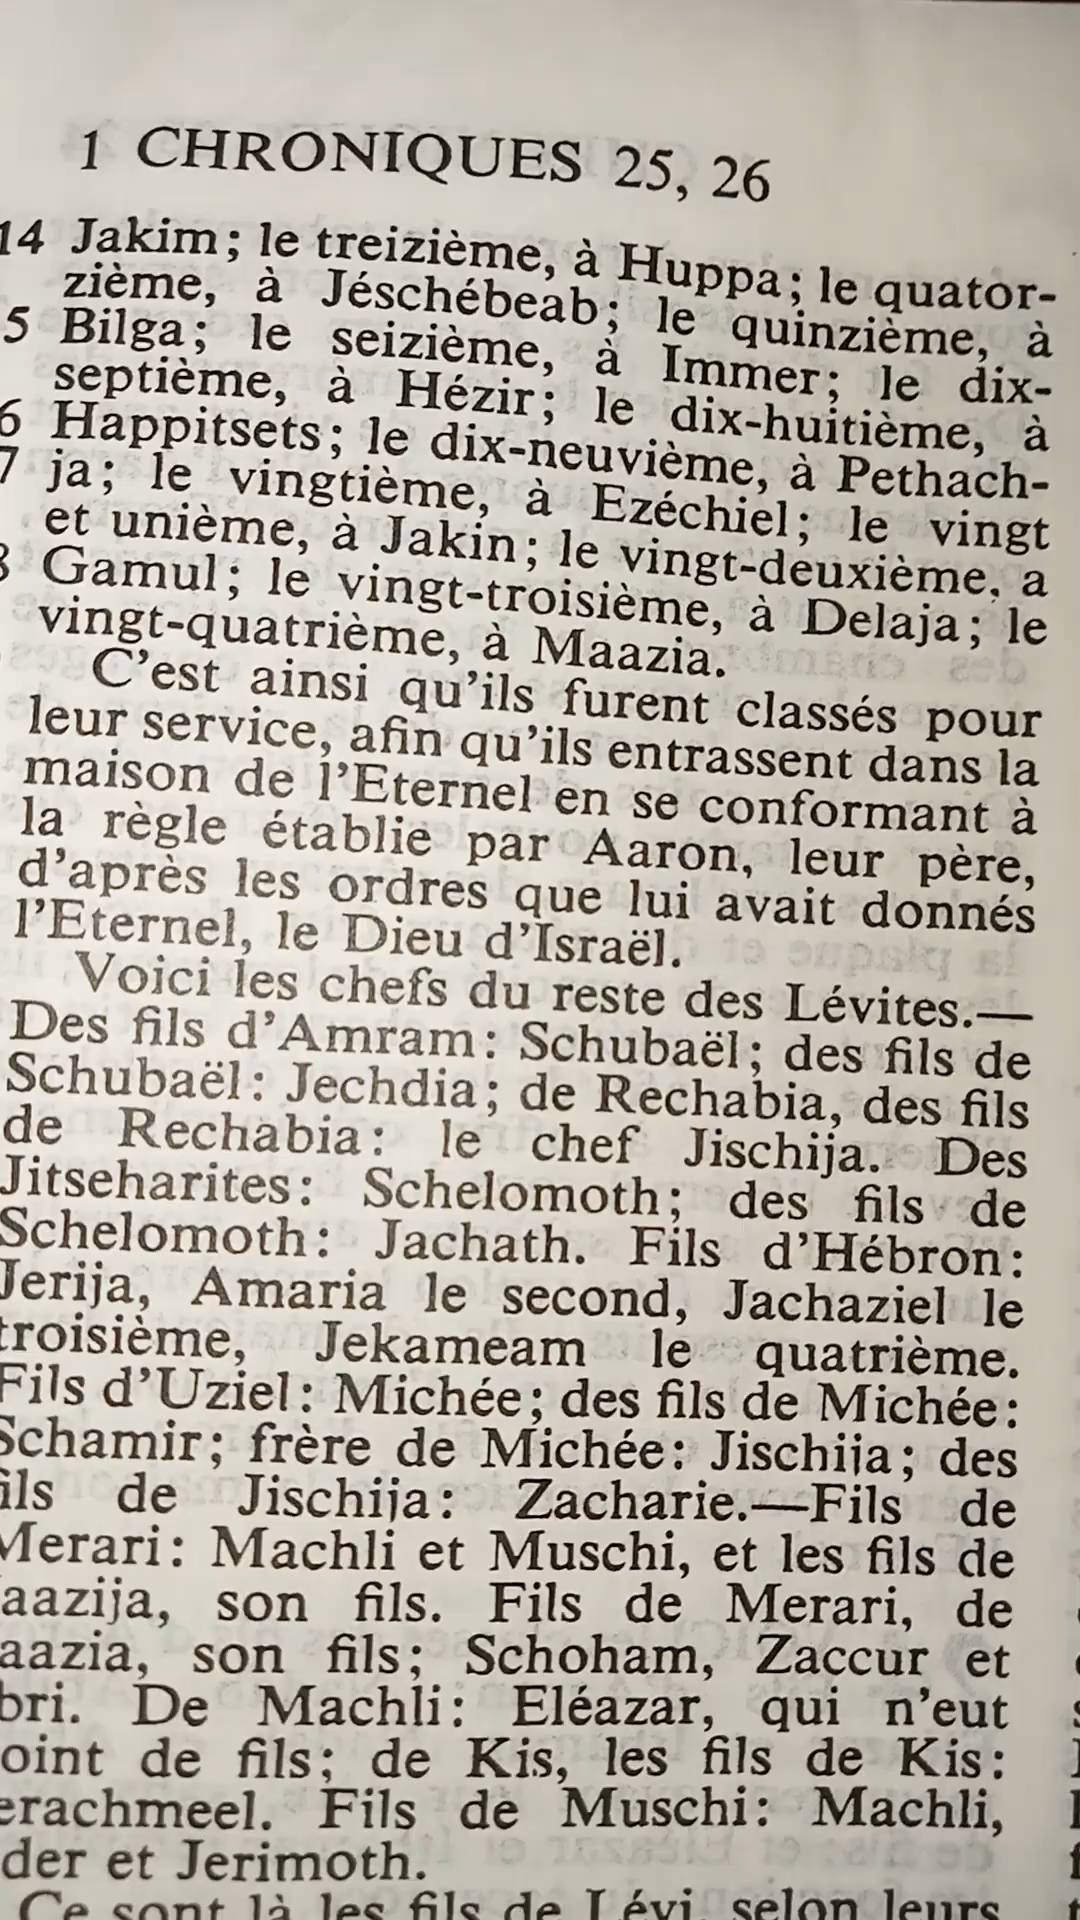 1 CHRONIQUES 25, 26
14 Jakim; le treizième, à Huppa; le quator-
zième, à Jéschébeab; le quinzième, à
5 Bilga; le seizième, à Immer; le dix-
septième, à Hézir; le dix-huitième, à
6 Happitsets; le dix-neuvième, à Pethach-
7 ja; le vingtième, à Ezéchiel; le vingt
et unième, à Jakin; le vingt-deuxième, a
8 Gamul; le vingt-troisième, à Delaja; le
vingt-quatrième, à Maazia.
C'est ainsi qu'ils furent classés pour
leur service, afin qu'ils entrassent dans la
maison de l'Eternel en se conformant à
la règle établie par Aaron, leur père,
d'après les ordres que lui avait donnés
l'Eternel, le Dieu d'Israël.
Voici les chefs du reste des Lévites.—
Des fils d'Amram: Schubaël; des fils de
Schubaël: Jechdia; de Rechabia, des fils
de Rechabia: le chef Jischija. Des
Jitseharites: Schelomoth; des fils de
Schelomoth: Jachath. Fils d'Hébron:
Jerija, Amaria le second, Jachaziel le
troisième, Jekameam le quatrième.
Fils d'Uziel: Michée; des fils de Michée:
Schamir; frère de Michée: Jischija; des
ils de Jischija: Zacharie.—Fils de
Merari: Machli et Muschi, et les fils de
aazija, son fils. Fils de Merari, de
aazia, son fils; Schoham, Zaccur et
bri. De Machli: Eléazar, qui n'eut
oint de fils; de Kis, les fils de Kis:
erachmeel. Fils de Muschi: Machli,
der et Jerimoth.
Ce sont là les fils de Lévi, selon leurs